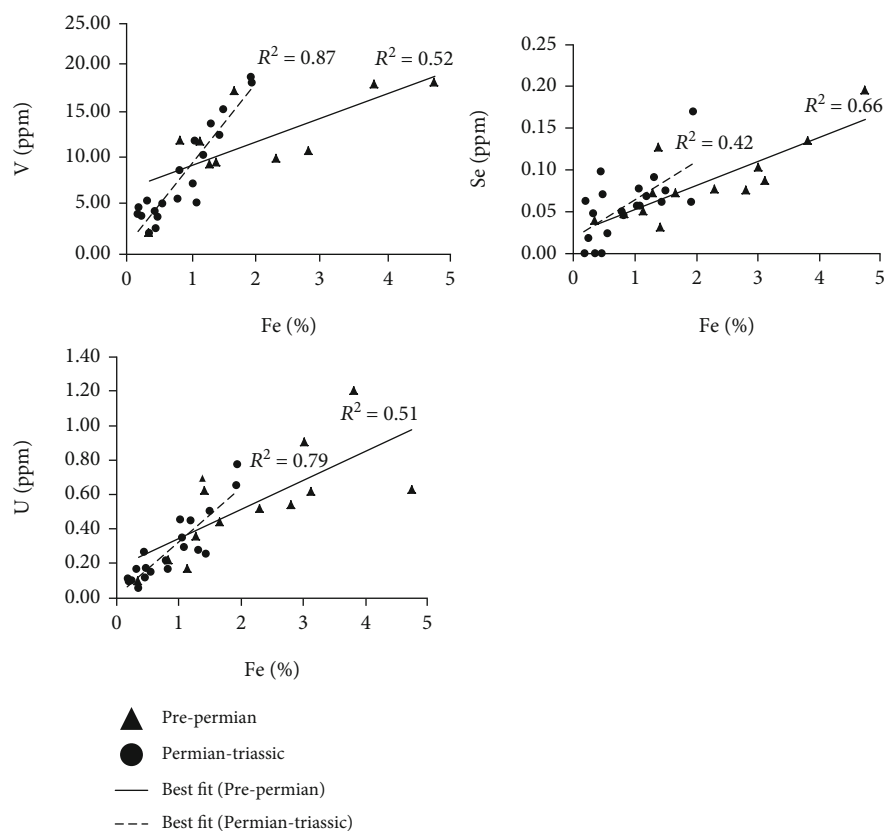 25.00
20.00
15.00
10.00
5.00
0.00
V (ppm)
R² = 0.87
R² = 0.52
0 1 2 3 4 5
Fe (%)
0.25
0.20
0.15
0.10
0.05
0.00
Se (ppm)
R² = 0.66
R² = 0.42
0 1 2 3 4 5
Fe (%)
1.40
1.20
1.00
0.80
0.60
0.40
0.20
0.00
U (ppm)
R² = 0.51
R² = 0.79
0 1 2 3 4 5
Fe (%)
Pre-permian
Permian-triassic
Best fit (Pre-permian)
Best fit (Permian-triassic)